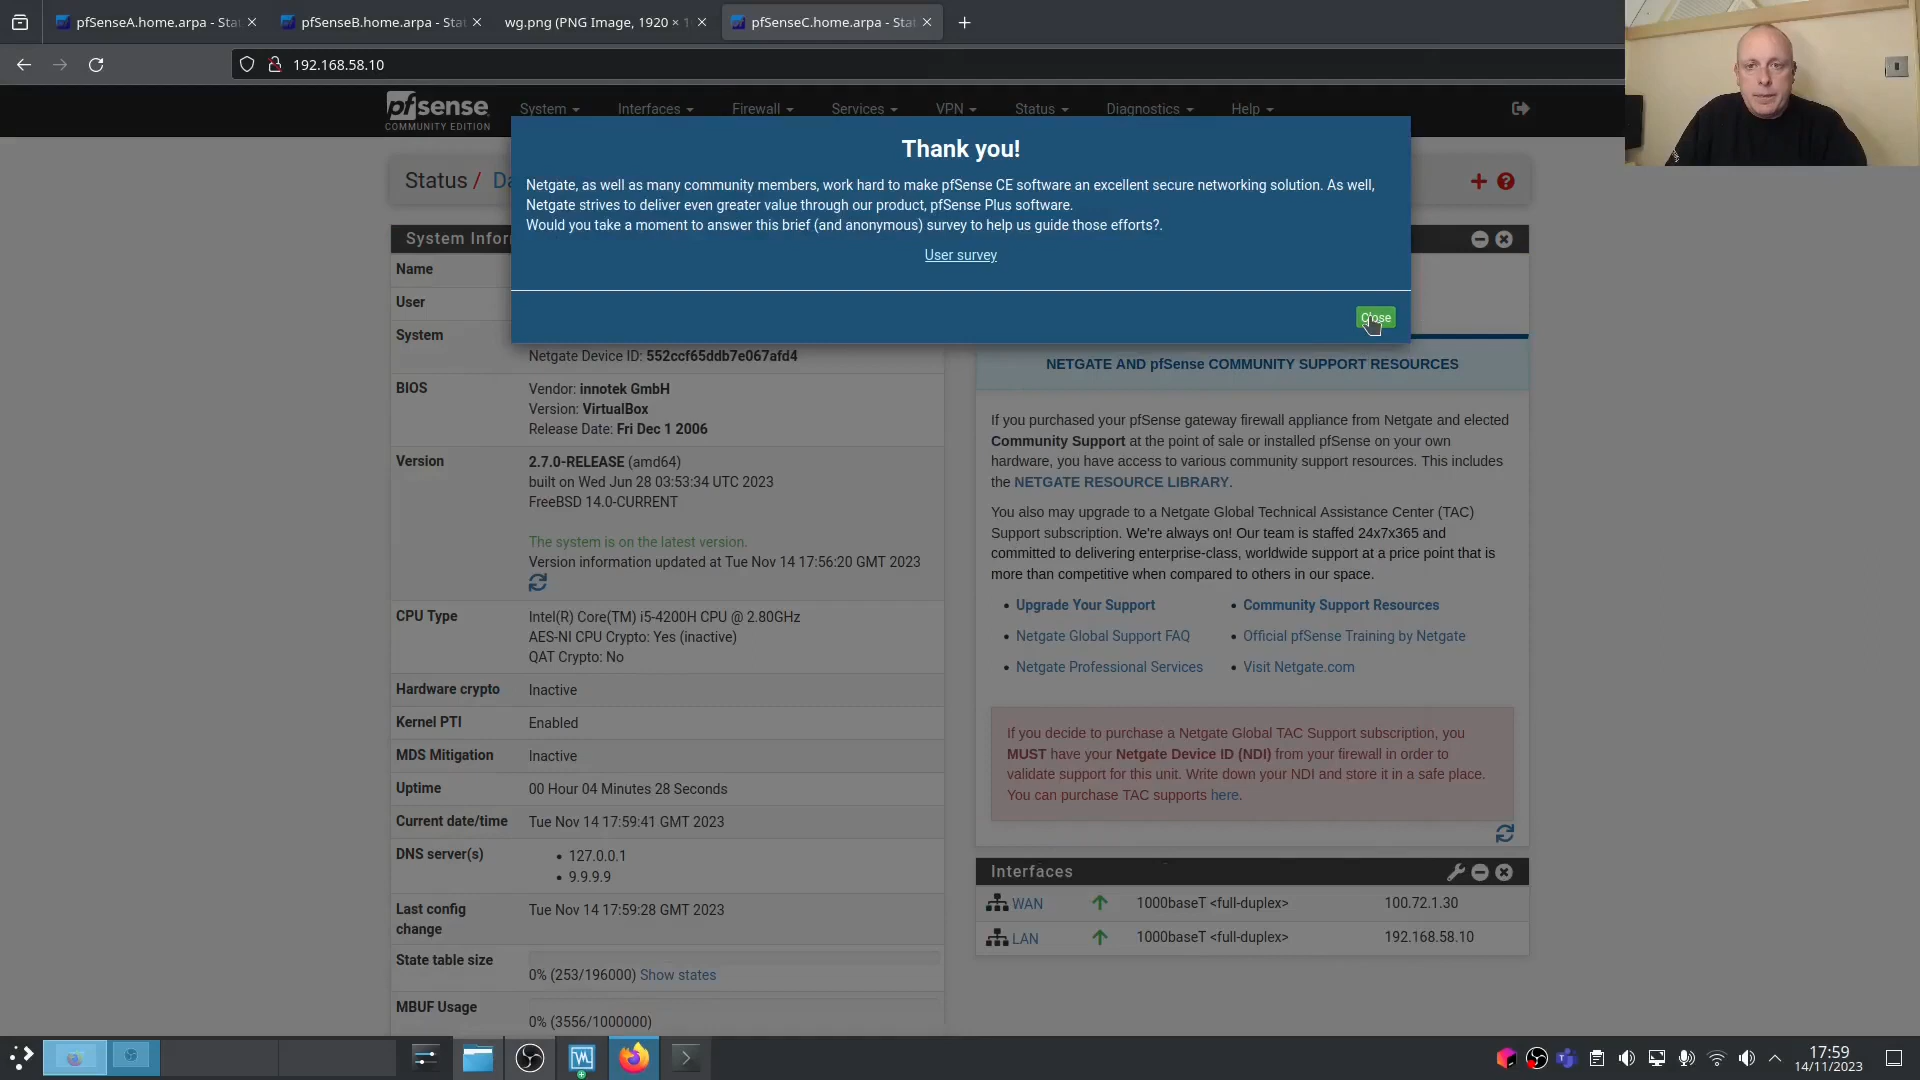 pfSenseA.home.arpa - Stat
pfSenseB.home.arpa - Stat
wg.png (PNG Image, 1920 × 1
pfSenseC.home.arpa - Stat
192.168.58.10
pfsense
COMMUNITY EDITION
System
Interfaces
Firewall
Services
VPN
Status
Diagnostics
Help
Thank you!
Netgate, as well as many community members, work hard to make pfSense CE software an excellent secure networking solution. As well,
Netgate strives to deliver even greater value through our product, pfSense Plus software.
Would you take a moment to answer this brief (and anonymous) survey to help us guide those efforts?.
User survey
Close
Status /
System Infor
Name
User
System
Netgate Device ID: 552ccf65ddb7e067afd4
BIOS
Vendor: innotek GmbH
Version: VirtualBox
Release Date: Fri Dec 1 2006
Version
2.7.0-RELEASE (amd64)
built on Wed Jun 28 03:53:34 UTC 2023
FreeBSD 14.0-CURRENT
The system is on the latest version.
Version information updated at Tue Nov 14 17:56:20 GMT 2023
CPU Type
Intel(R) Core(TM) i5-4200H CPU @ 2.80GHz
AES-NI CPU Crypto: Yes (inactive)
QAT Crypto: No
Hardware crypto
Inactive
Kernel PTI
Enabled
MDS Mitigation
Inactive
Uptime
00 Hour 04 Minutes 28 Seconds
Current date/time
Tue Nov 14 17:59:41 GMT 2023
DNS server(s)
• 127.0.0.1
• 9.9.9.9
Last config
change
Tue Nov 14 17:59:28 GMT 2023
State table size
0% (253/196000) Show states
MBUF Usage
0% (3556/1000000)
NETGATE AND pfSense COMMUNITY SUPPORT RESOURCES
If you purchased your pfSense gateway firewall appliance from Netgate and elected
Community Support at the point of sale or installed pfSense on your own
hardware, you have access to various community support resources. This includes
the NETGATE RESOURCE LIBRARY.
You also may upgrade to a Netgate Global Technical Assistance Center (TAC)
Support subscription. We're always on! Our team is staffed 24x7x365 and
committed to delivering enterprise-class, worldwide support at a price point that is
more than competitive when compared to others in our space.
• Upgrade Your Support
• Community Support Resources
• Netgate Global Support FAQ
• Official pfSense Training by Netgate
• Netgate Professional Services
• Visit Netgate.com
If you decide to purchase a Netgate Global TAC Support subscription, you
MUST have your Netgate Device ID (NDI) from your firewall in order to
validate support for this unit. Write down your NDI and store it in a safe place.
You can purchase TAC supports here.
Interfaces
WAN
1000baseT <full-duplex>
100.72.1.30
LAN
1000baseT <full-duplex>
192.168.58.10
17:59
14/11/2023